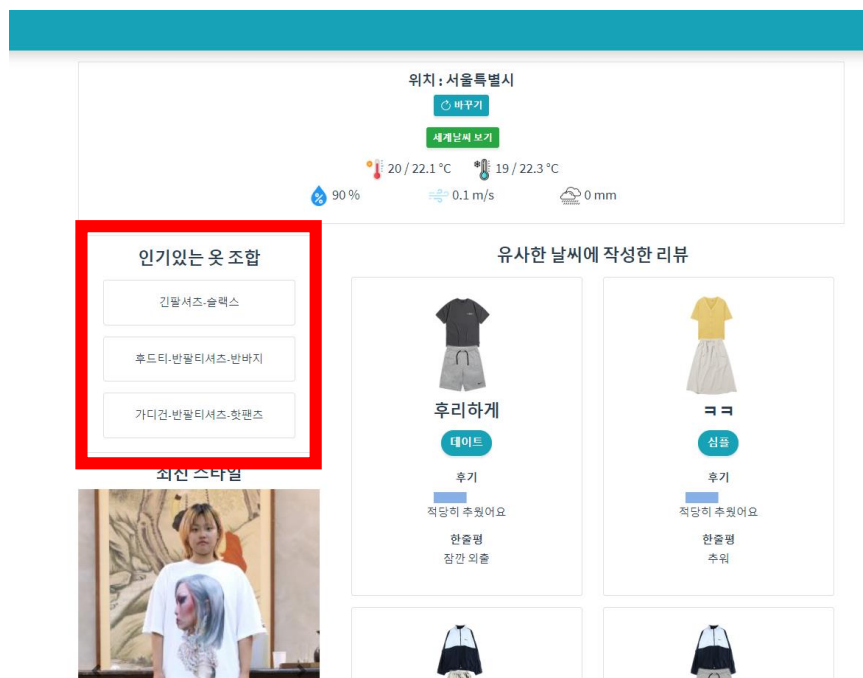 위치 : 서울특별시
바꾸기
세계날씨 보기
20 / 22.1 °C 19 / 22.3 °C
90 % 0.1 m/s 0 mm
인기있는 옷 조합
긴팔셔츠-슬랙스
후드티-반팔티셔츠-반바지
가디건-반팔티셔츠-핫팬츠
최신 스타일
유사한 날씨에 작성한 리뷰
후리하게
데이트
후기
적당히 추웠어요
한줄평
잠깐 외출
ㅋㅋ
심플
후기
적당히 추웠어요
한줄평
추워